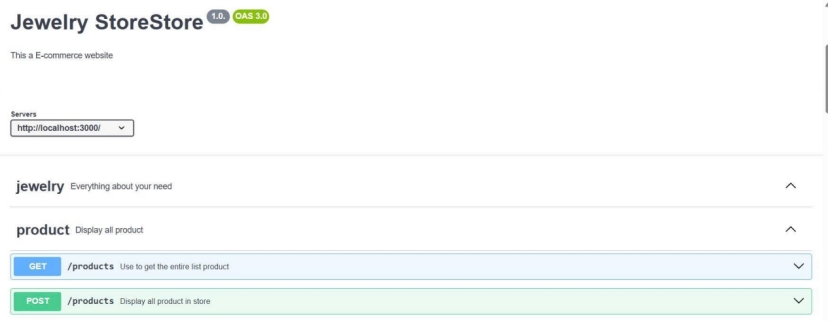 Jewelry StoreStore 1.0. OAS 3.0
This a E-commerce website
Servers
http://localhost:3000/
jewelry Everything about your need
product Display all product
GET /products Use to get the entire list product
POST /products Display all product in store